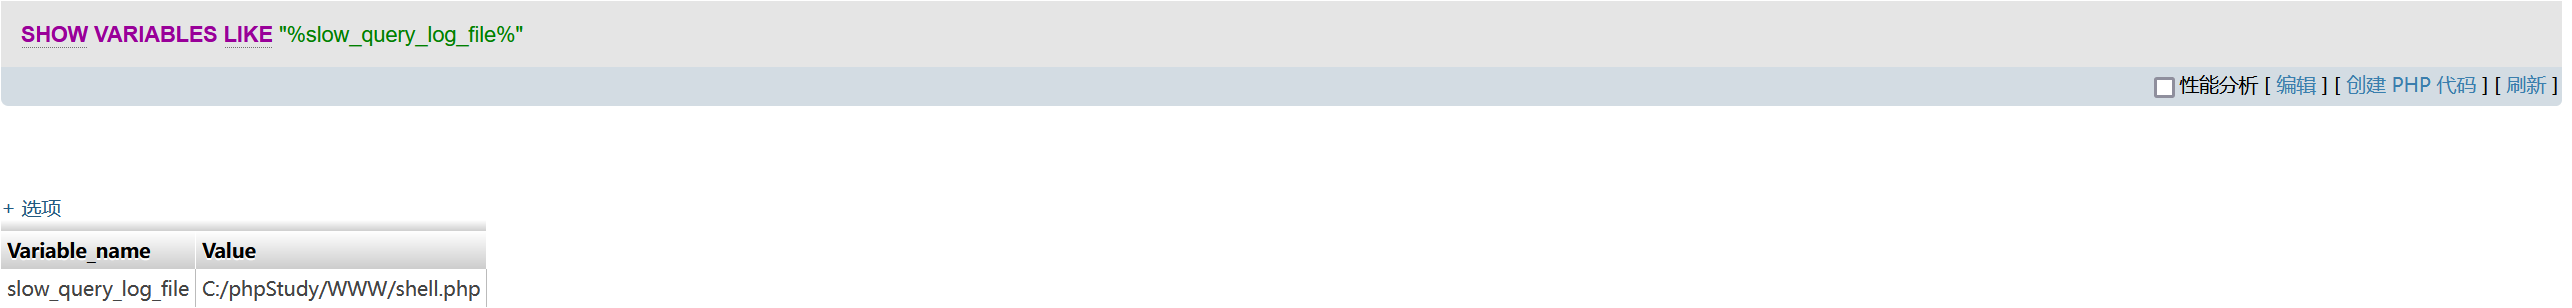 SHOW VARIABLES LIKE "%slow_query_log_file%"
性能分析 [ 编辑 ] [ 创建 PHP 代码 ] [ 刷新 ]
+ 选项
Variable_name Value
slow_query_log_file C:/phpStudy/WWW/shell.php